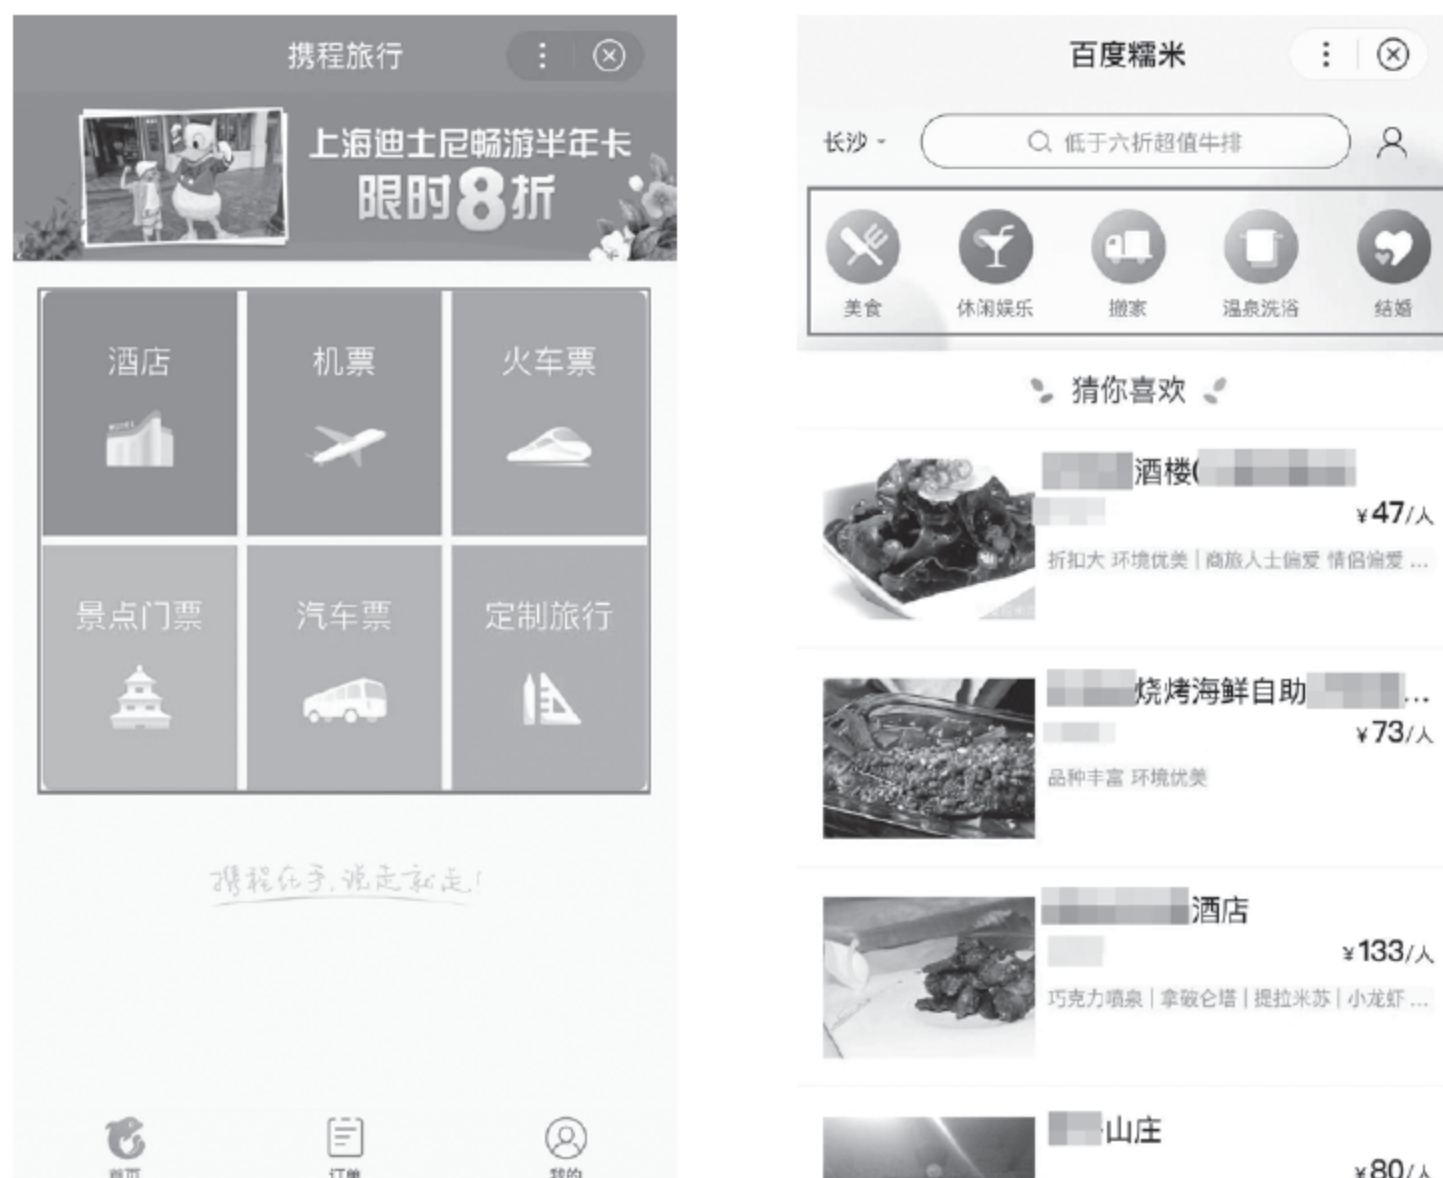 携程旅行
上海迪士尼畅游半年卡
限时8折
酒店
机票
火车票
景点门票
汽车票
定制旅行
携程在手,说走就走!
首页
订单
我的
百度糯米
长沙
低于六折超值牛排
美食
休闲娱乐
搬家
温泉洗浴
结婚
猜你喜欢
酒楼(
¥47/人
折扣大 环境优美 | 商旅人士偏爱 情侣偏爱 ...
烧烤海鲜自助 ...
¥73/人
品种丰富 环境优美
酒店
¥133/人
巧克力喷泉 | 拿破仑塔 | 提拉米苏 | 小龙虾 ...
山庄
¥80/人